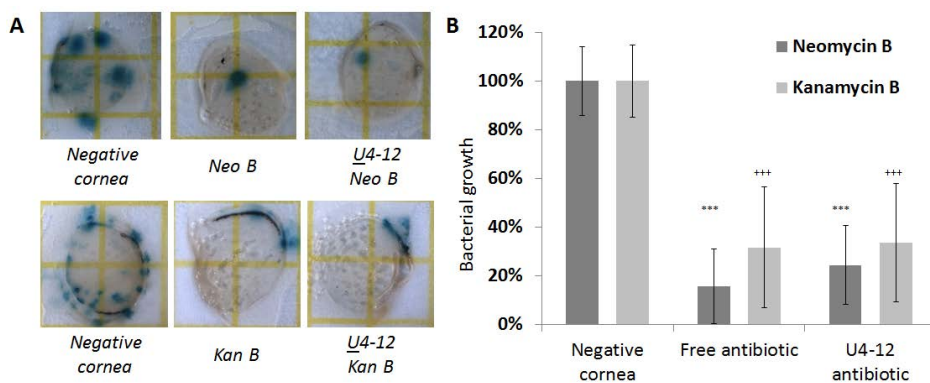 A
Negative
cornea
Neo B
U4-12
Neo B
Negative
cornea
Kan B
U4-12
Kan B
B
120%
100%
80%
60%
40%
20%
0%
Bacterial growth
Neomycin B
Kanamycin B
***
+++
***
+++
Negative
cornea
Free antibiotic
U4-12
antibiotic